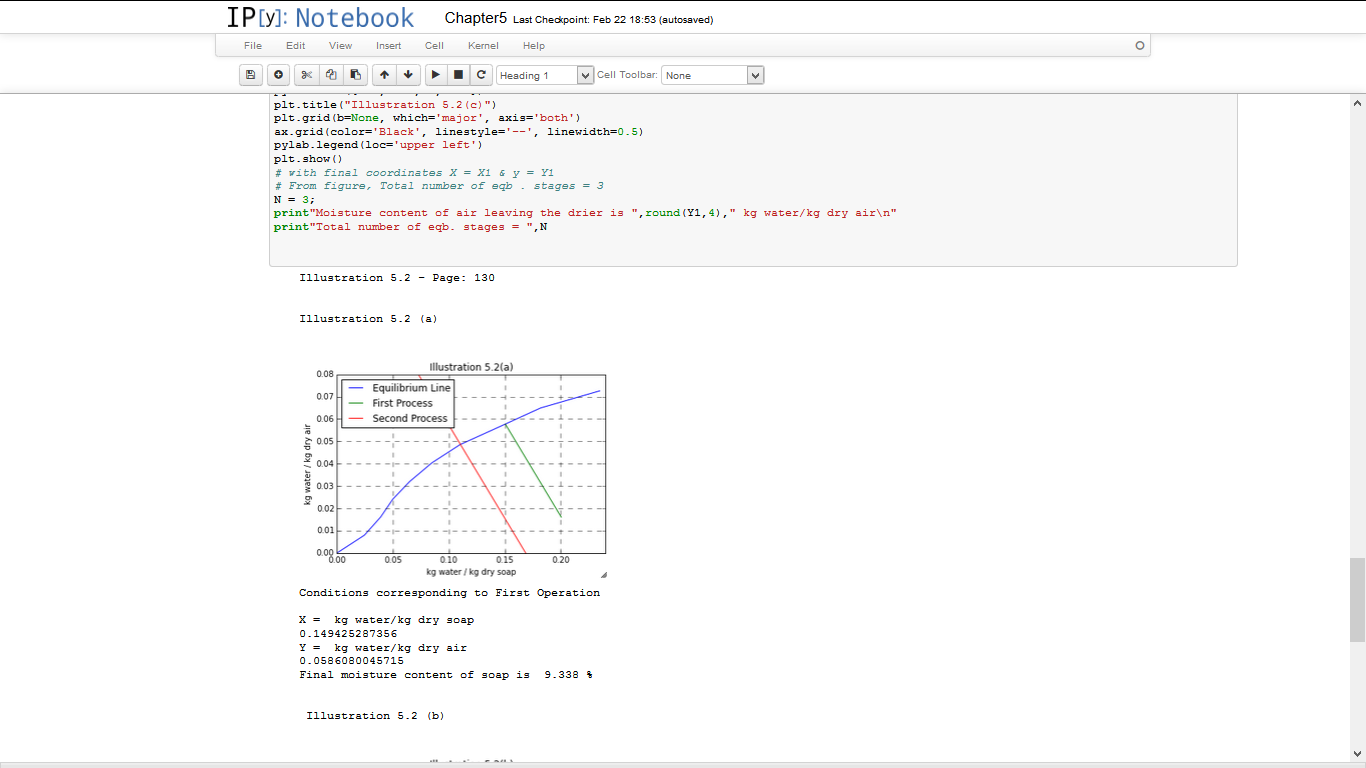 IP[y]: Notebook Chapter5 Last Checkpoint: Feb 22 18:53 (autosaved)
File Edit View Insert Cell Kernel Help
Heading 1 Cell Toolbar: None
plt.title("Illustration 5.2(c)")
plt.grid(b=None, which='major', axis='both')
ax.grid(color='Black', linestyle='--', linewidth=0.5)
pylab.legend(loc='upper left')
plt.show()
# with final coordinates X = X1 & y = Y1
# From figure, Total number of eqb . stages = 3
N = 3;
print"Moisture content of air leaving the drier is ",round(Y1,4)," kg water/kg dry air\n"
print"Total number of eqb. stages = ",N
Illustration 5.2 - Page: 130
Illustration 5.2 (a)
Illustration 5.2(a)
Equilibrium Line
First Process
Second Process
0.08
0.07
0.06
0.05
0.04
0.03
0.02
0.01
0.00
kg water / kg dry air
0.00 0.05 0.10 0.15 0.20
kg water / kg dry soap
Conditions corresponding to First Operation
X =  kg water/kg dry soap
0.149425287356
Y =  kg water/kg dry air
0.0586080045715
Final moisture content of soap is  9.338 %
Illustration 5.2 (b)